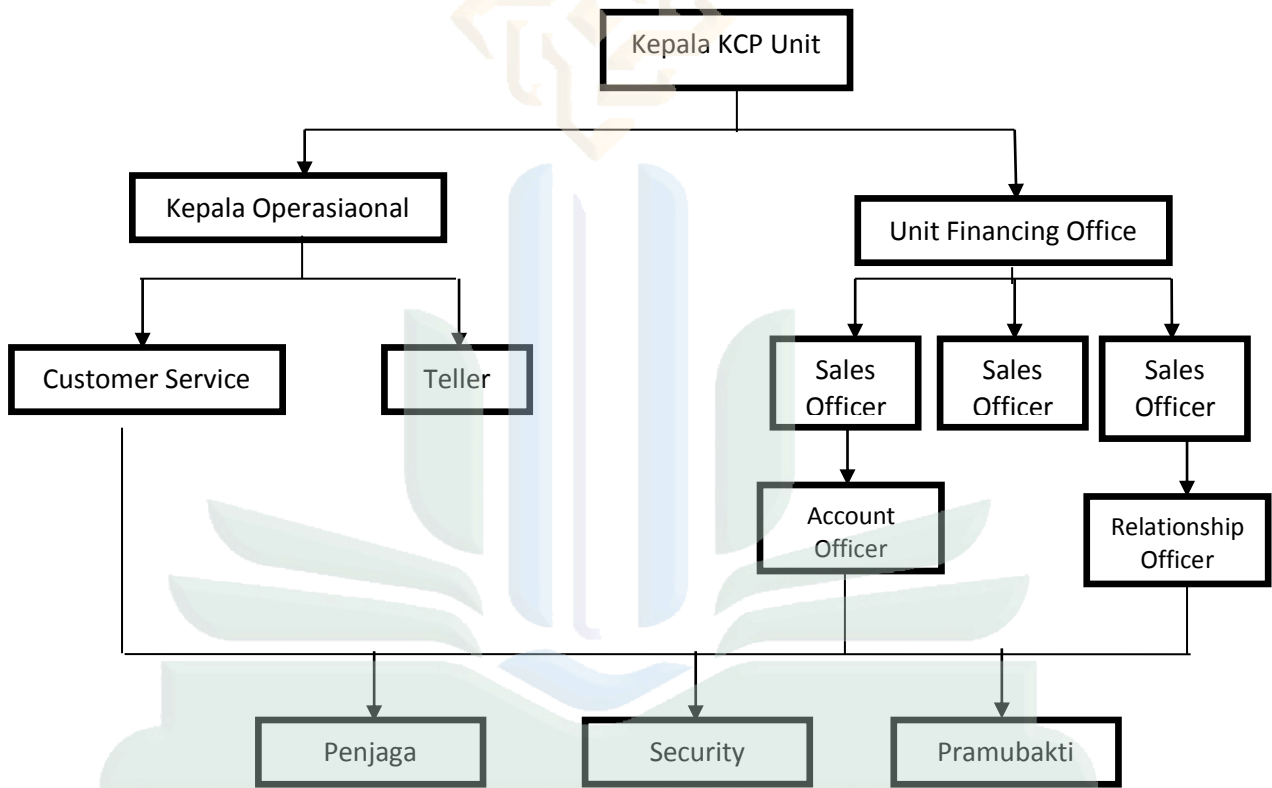 Kepala KCP Unit
Kepala Operasiaonal
Unit Financing Office
Customer Service
Teller
Sales
Officer
Sales
Officer
Sales
Officer
Account
Officer
Relationship
Officer
Penjaga
Security
Pramubakti